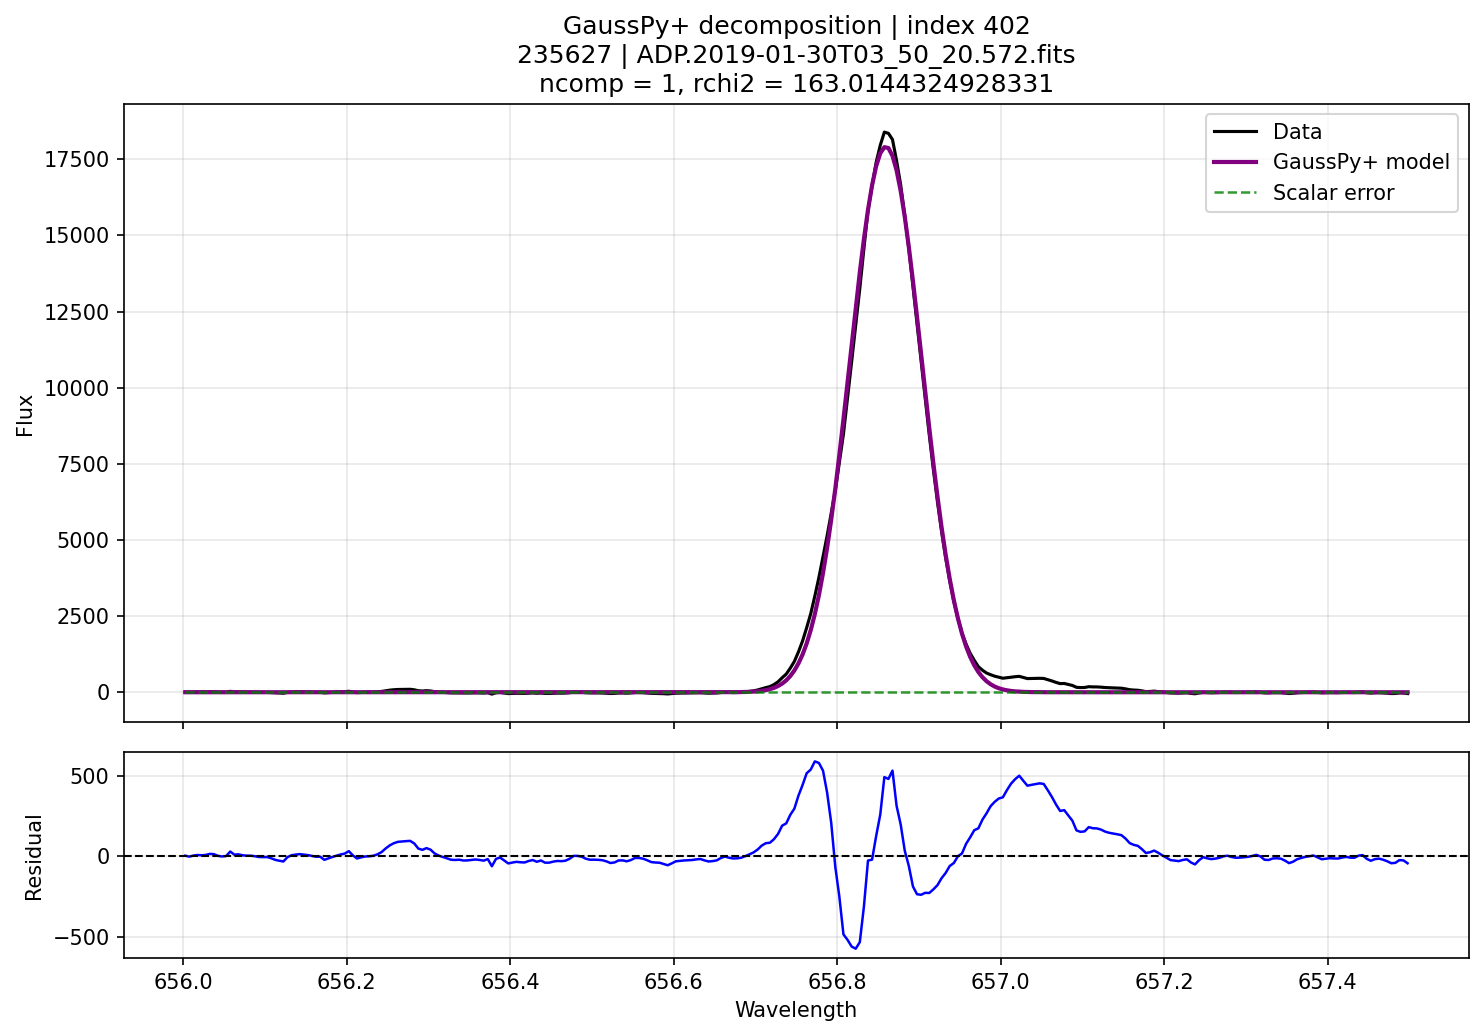 GaussPy+ decomposition | index 402
235627 | ADP.2019-01-30T03_50_20.572.fits
ncomp = 1, rchi2 = 163.0144324928331
Data
GaussPy+ model
Scalar error
17500
15000
12500
10000
7500
5000
2500
0
Flux
500
0
−500
Residual
656.0
656.2
656.4
656.6
656.8
657.0
657.2
657.4
Wavelength